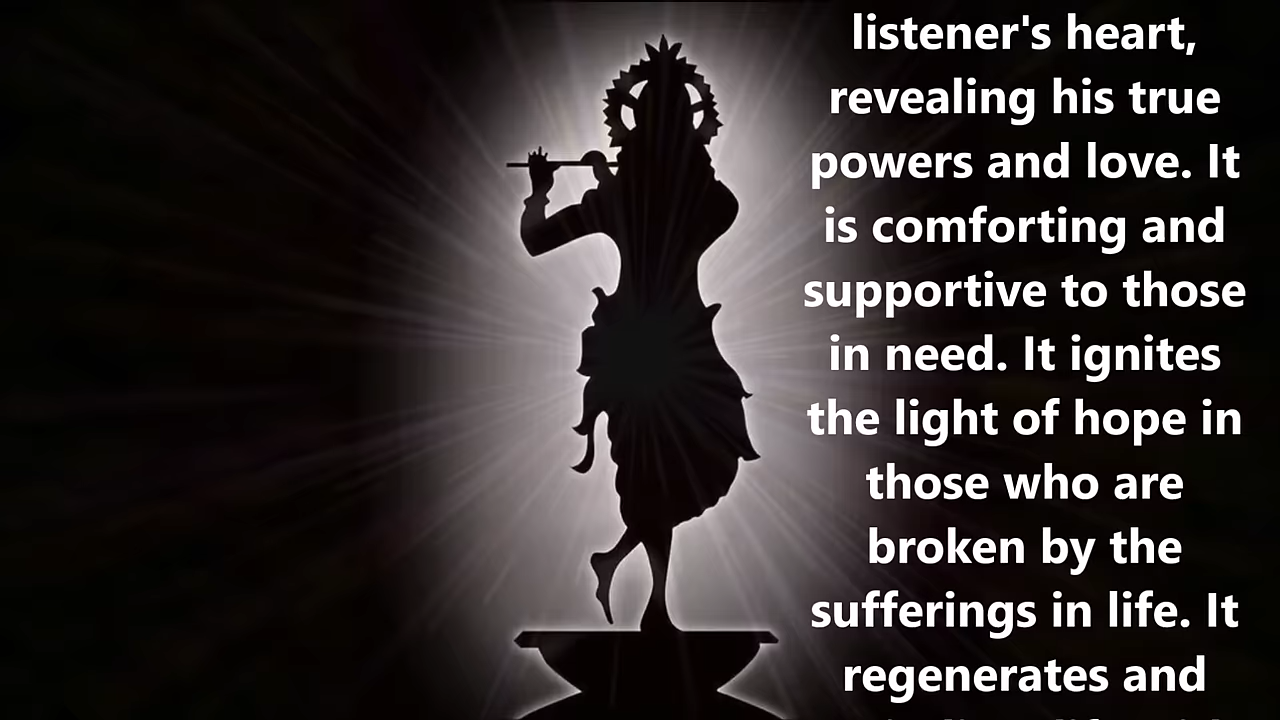 listener's heart,
revealing his true
powers and love. It
is comforting and
supportive to those
in need. It ignites
the light of hope in
those who are
broken by the
sufferings in life. It
regenerates and